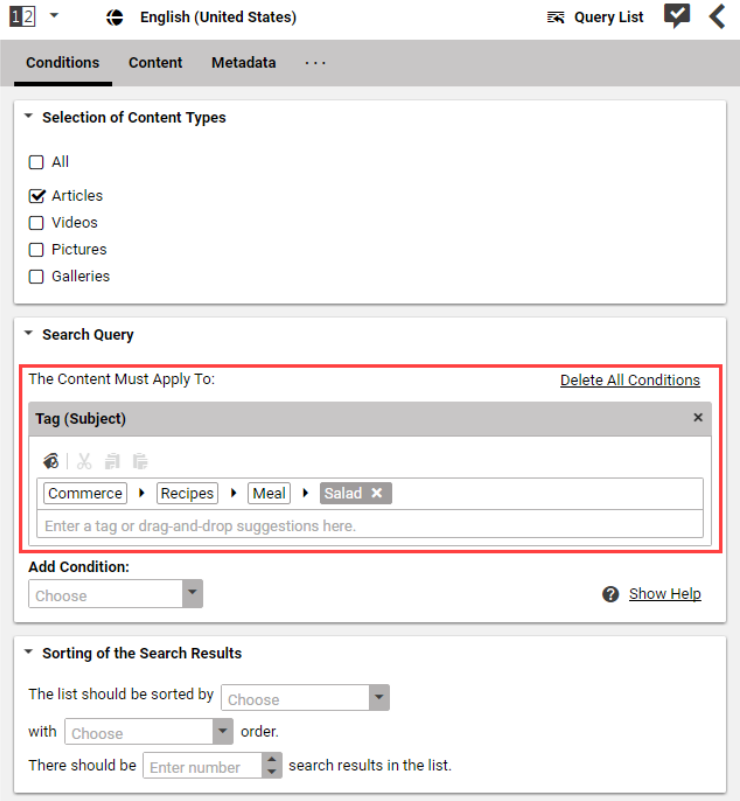 12 English (United States) Query List
Conditions Content Metadata ...
Selection of Content Types
All
Articles
Videos
Pictures
Galleries
Search Query
The Content Must Apply To: Delete All Conditions
Tag (Subject)
Commerce Recipes Meal Salad
Enter a tag or drag-and-drop suggestions here.
Add Condition:
Choose Show Help
Sorting of the Search Results
The list should be sorted by Choose
with Choose order.
There should be Enter number search results in the list.